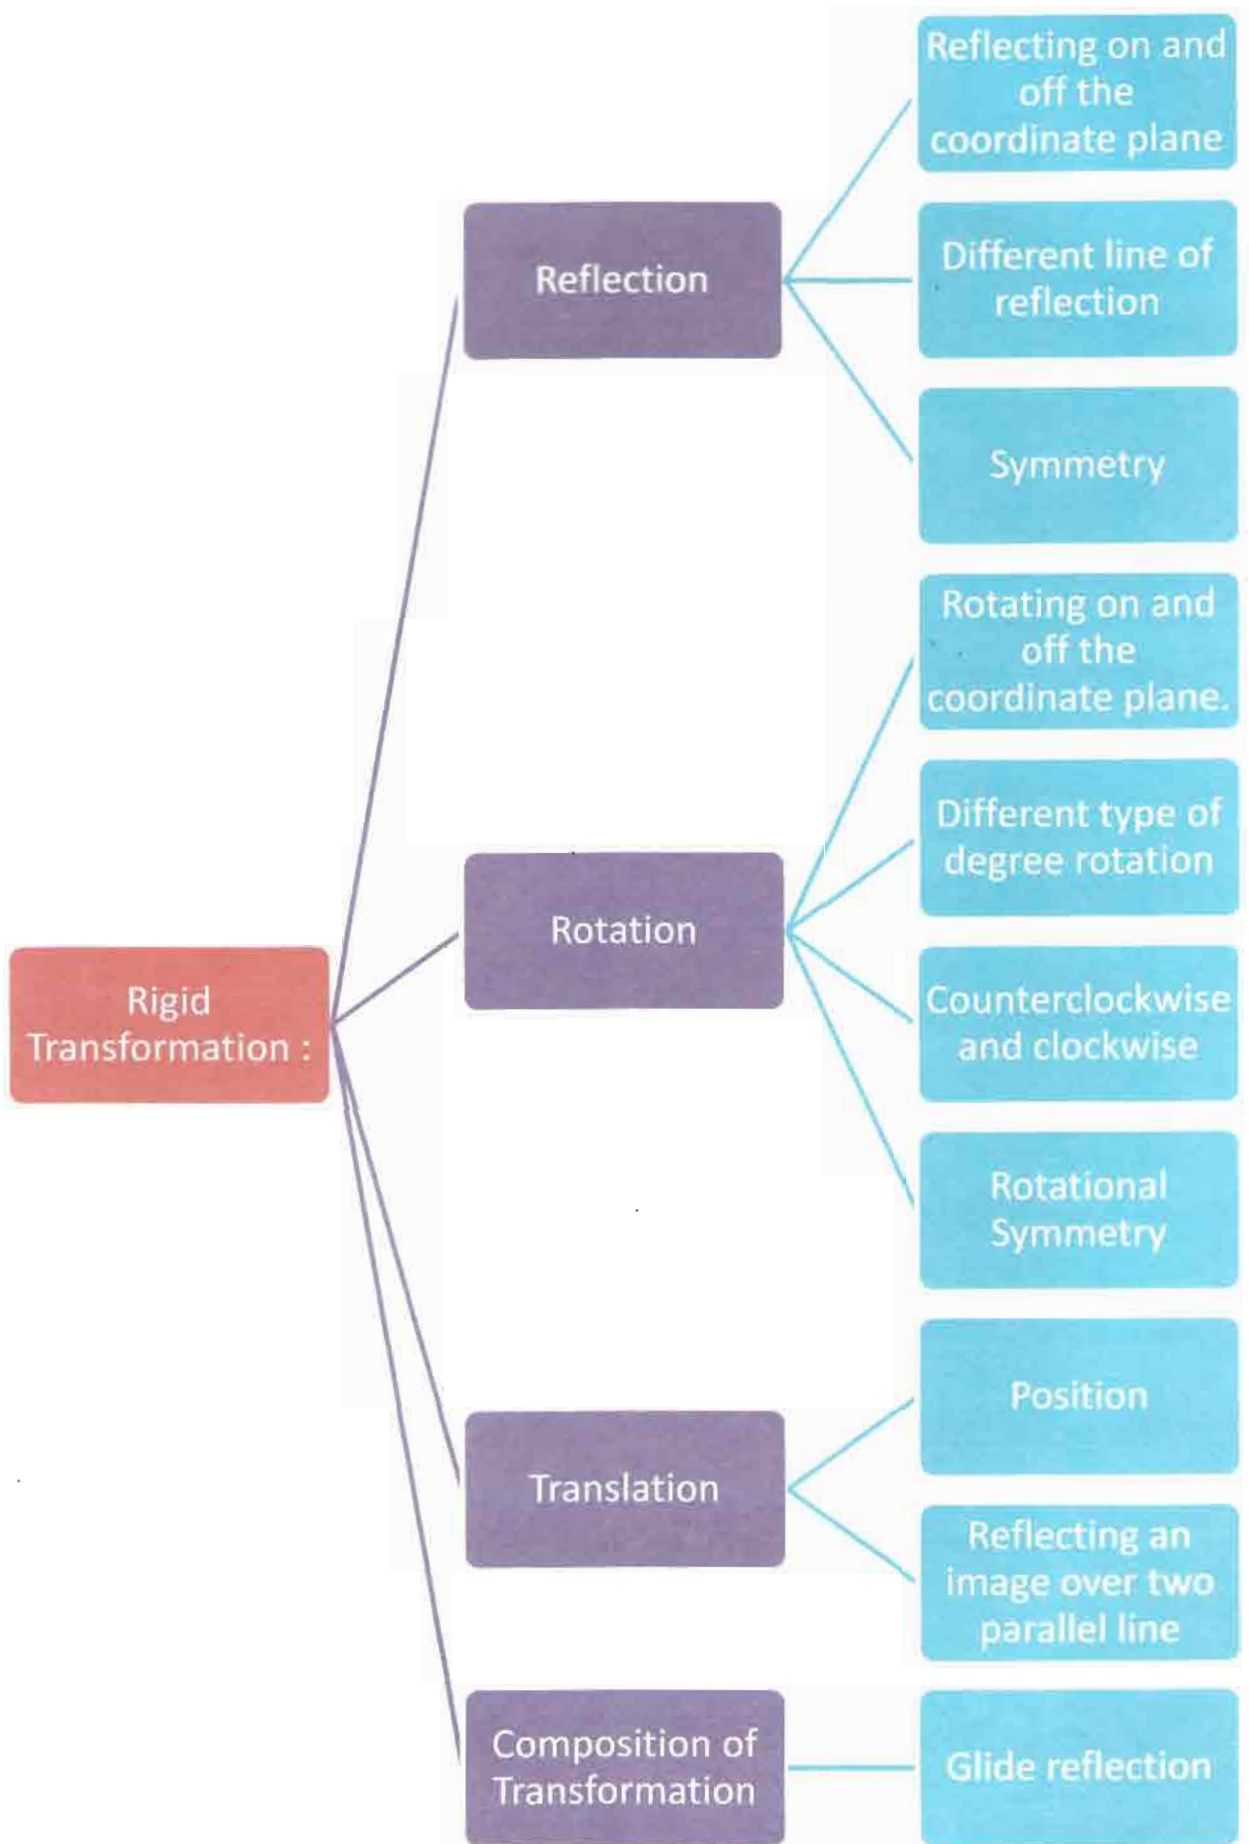 Rigid
Transformation :
Reflection
Reflecting on and
off the
coordinate plane
Different line of
reflection
Symmetry
Rotation
Rotating on and
off the
coordinate plane.
Different type of
degree rotation
Counterclockwise
and clockwise
Rotational
Symmetry
Translation
Position
Reflecting an
image over two
parallel line
Composition of
Transformation
Glide reflection